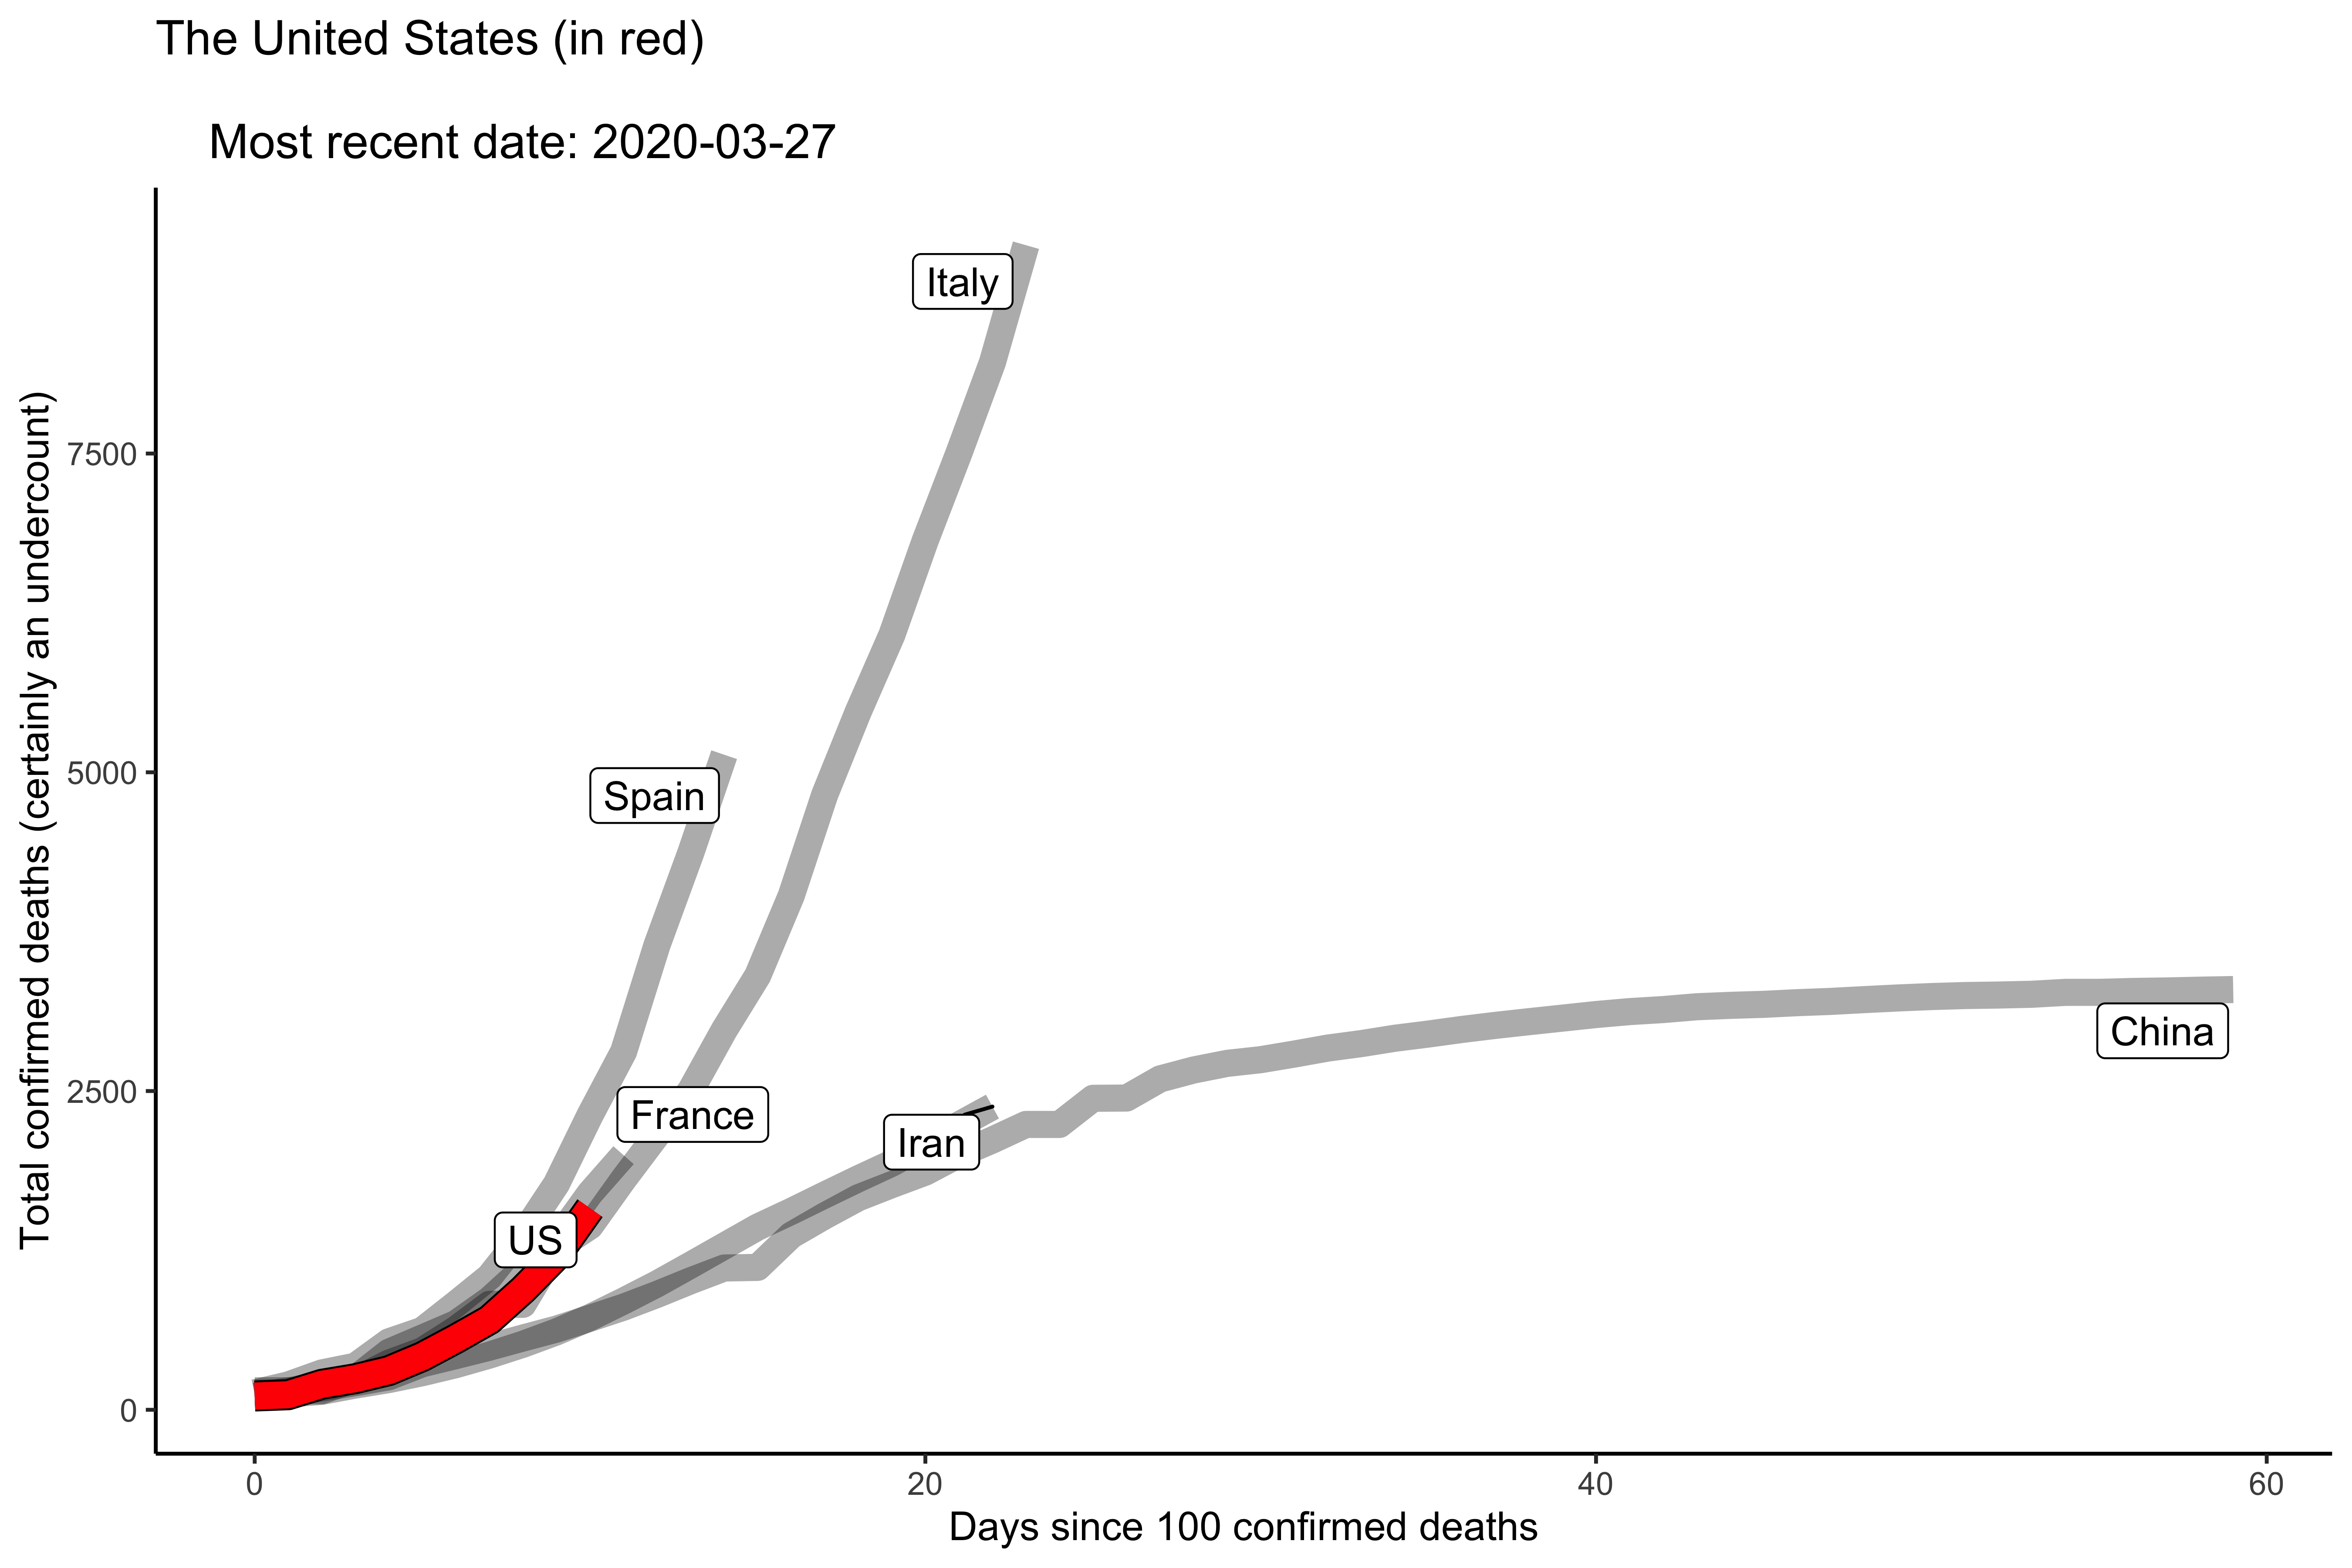 The United States (in red)
Most recent date: 2020-03-27
Total confirmed deaths (certainly an undercount)
7500
5000
2500
0
Italy
Spain
France
Iran
China
US
0
20
40
60
Days since 100 confirmed deaths